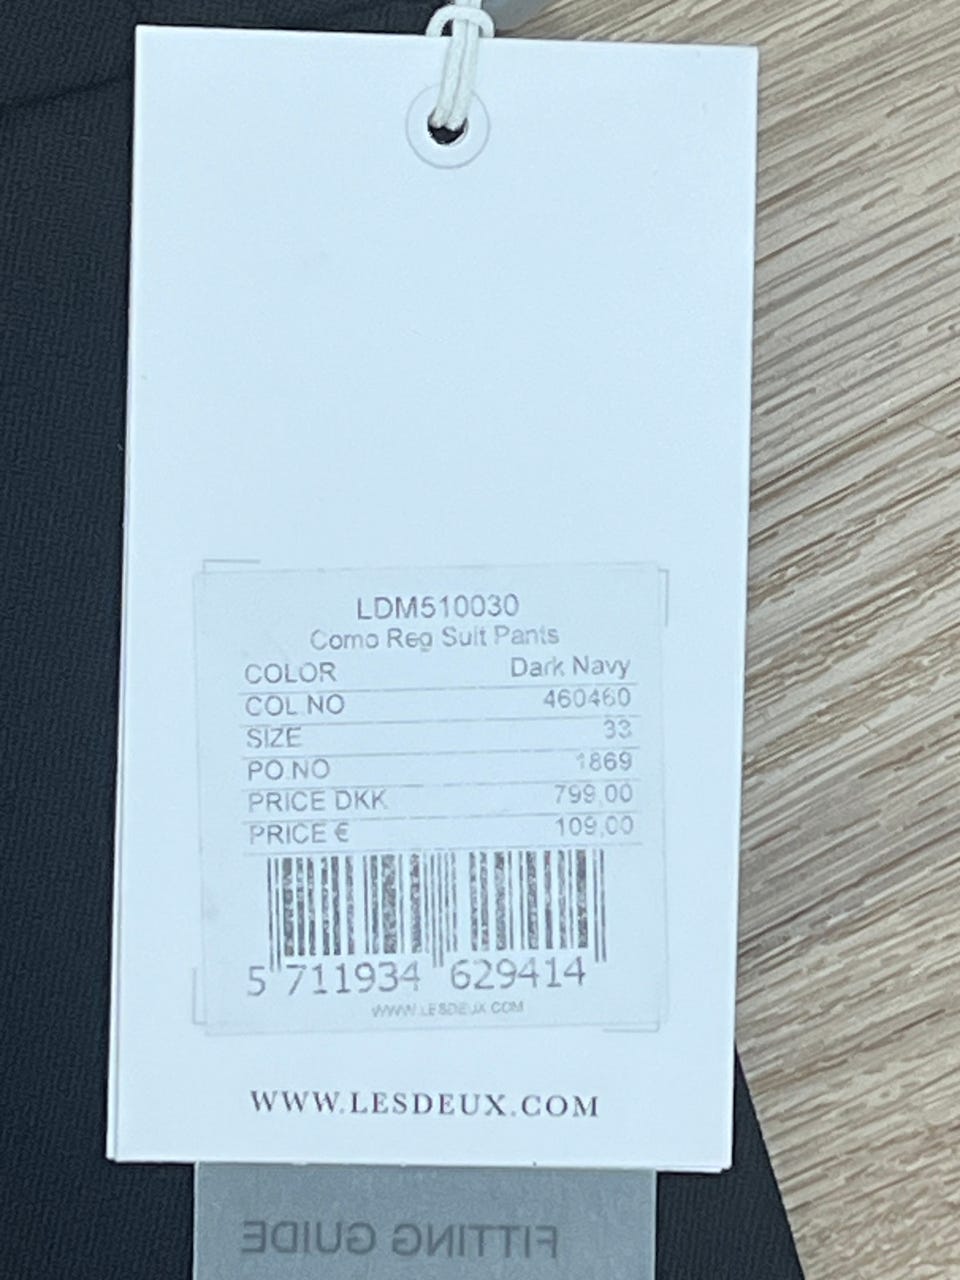 LDM510030
Como Reg Suit Pants
COLOR Dark Navy
COL.NO 460460
SIZE 33
PO.NO 1869
PRICE DKK 799,00
PRICE € 109,00
5 711934 629414
WWW.LESDEUX.COM
WWW.LESDEUX.COM
FITTING GUIDE